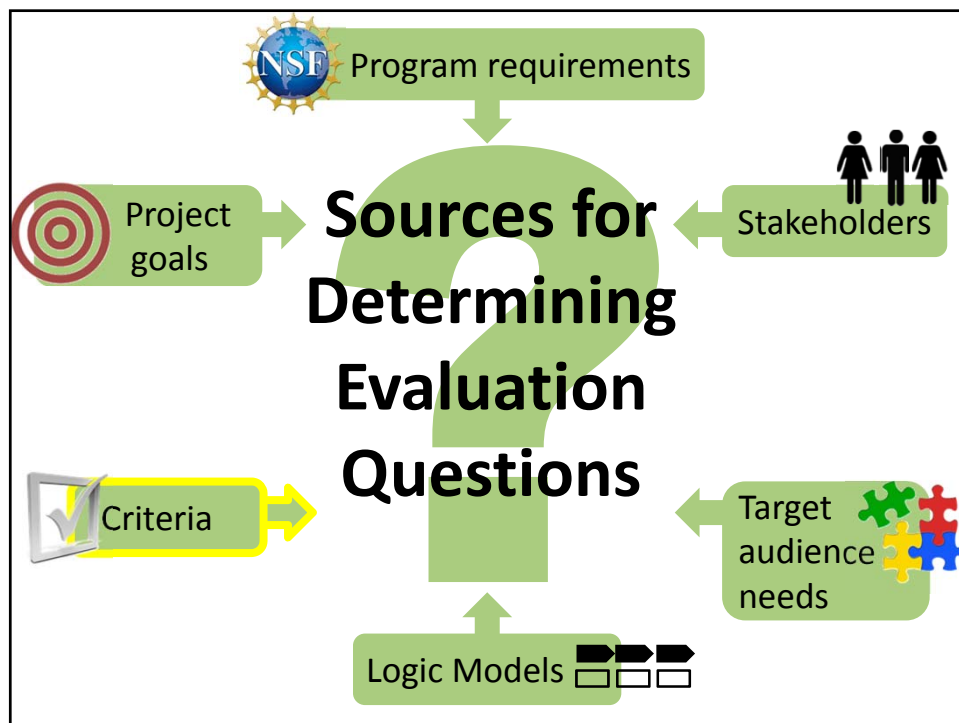 NSF Program requirements
Project
goals
Stakeholders
Sources for
Determining
Evaluation
Questions
Criteria
Target
audience
needs
Logic Models